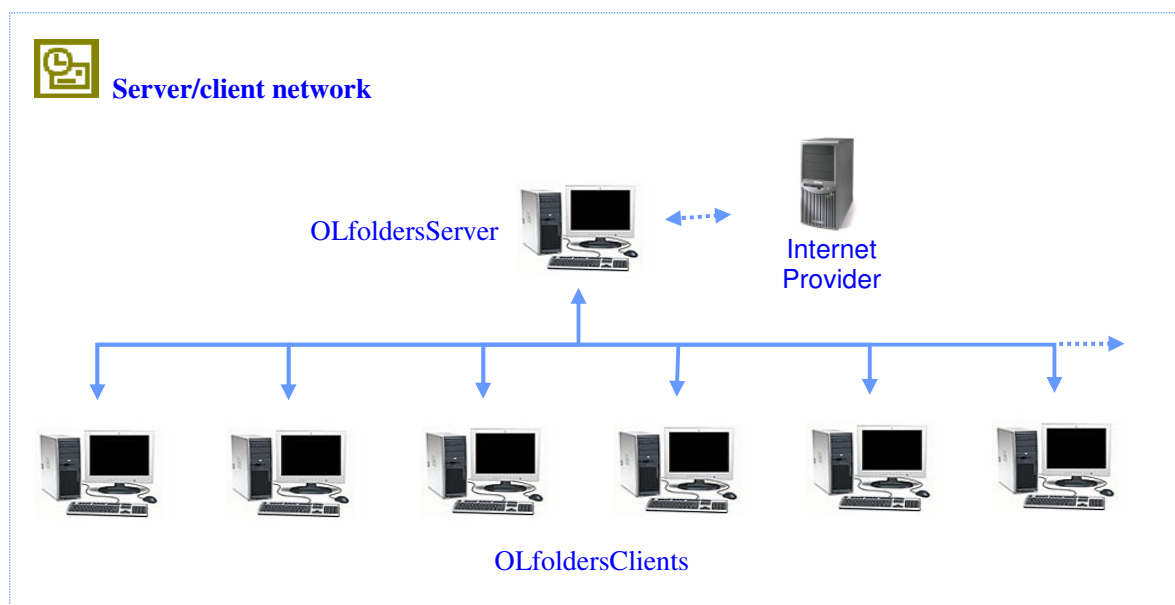 Server/client network
OLfoldersServer
Internet
Provider
OLfoldersClients